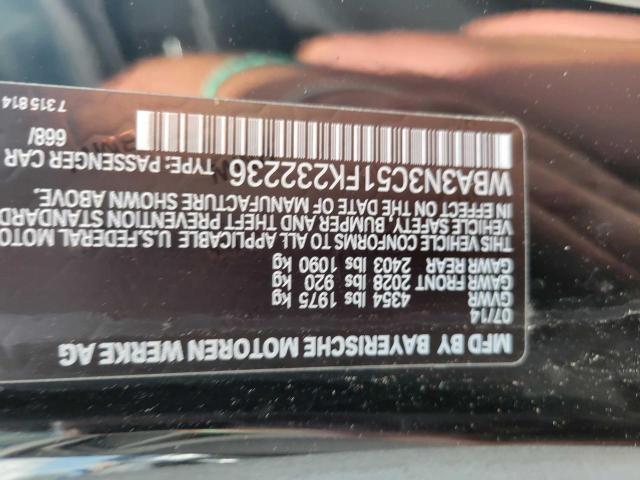 MFD BY BAYERISCHE MOTOREN WERKE AG
07/14
GVWR 4354 lbs 1975 kg
GAWR FRONT 2028 lbs 920 kg
GAWR REAR 2403 lbs 1090 kg
THIS VEHICLE CONFORMS TO ALL APPLICABLE U.S.FEDERAL MOTO
VEHICLE SAFETY, BUMPER AND THEFT PREVENTION STANDARD
IN EFFECT ON THE DATE OF MANUFACTURE SHOWN ABOVE.
WBA3N3C51FK232236 TYPE: PASSENGER CAR
668/
7315814